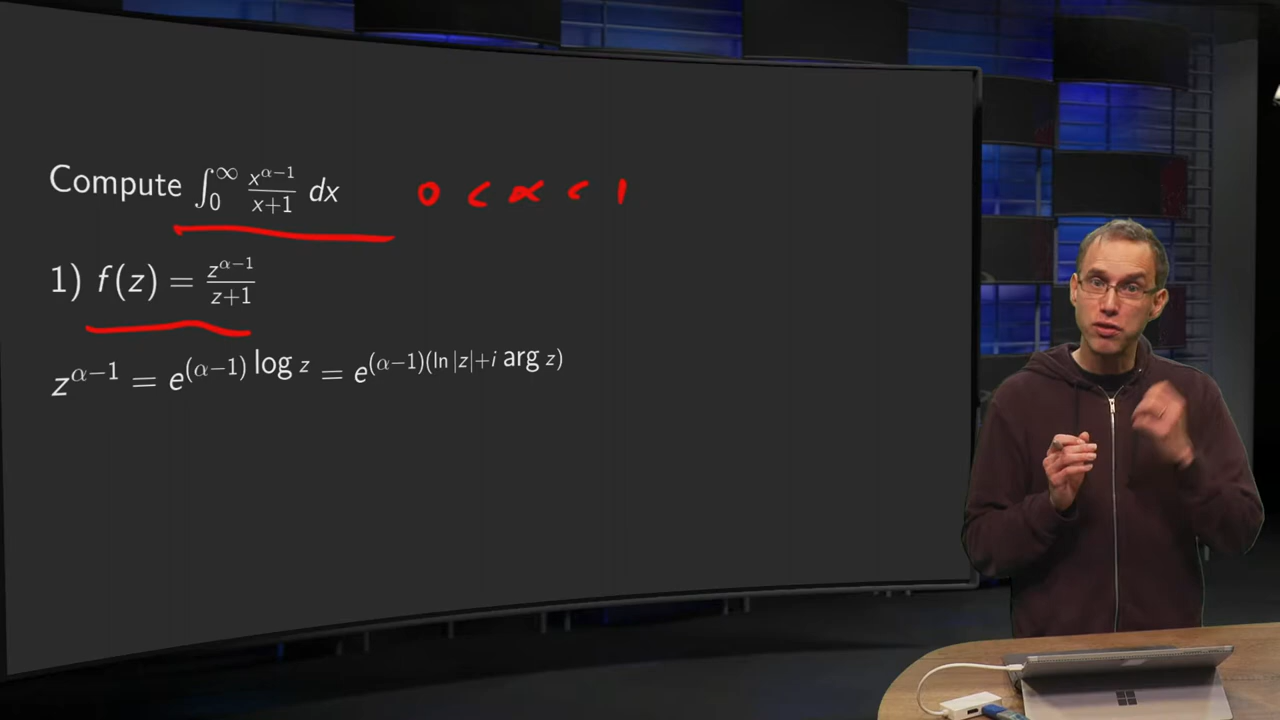 Compute ∫₀^∞ x^{α−1}/(x+1) dx 0 < α < 1
1) f(z) = z^{α−1}/(z+1)
z^{α−1} = e^{(α−1) log z} = e^{(α−1)(ln |z|+i arg z)}